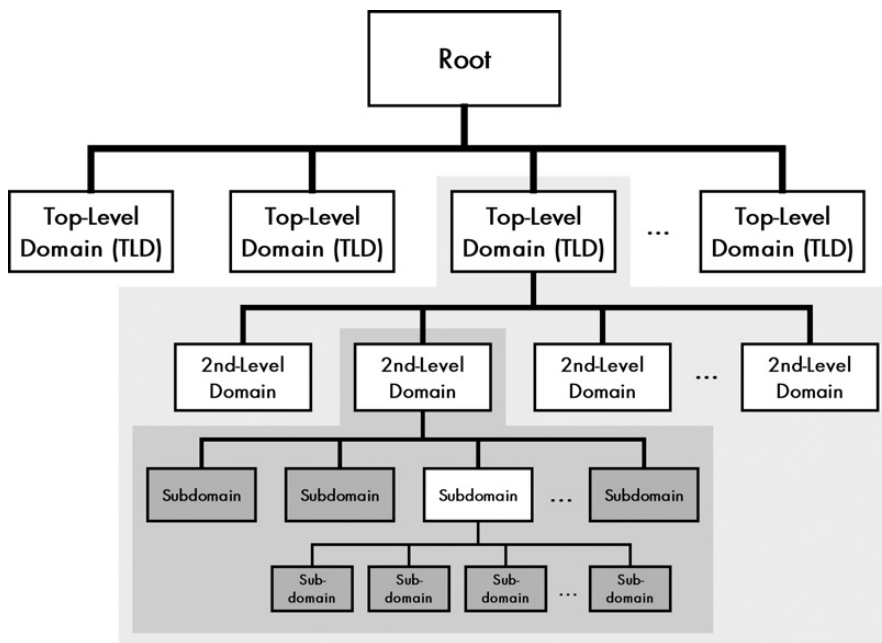 Root
Top-Level
Domain (TLD)
Top-Level
Domain (TLD)
Top-Level
Domain (TLD)
...
Top-Level
Domain (TLD)
2nd-Level
Domain
2nd-Level
Domain
2nd-Level
Domain
...
2nd-Level
Domain
Subdomain
Subdomain
Subdomain
...
Subdomain
Sub-
domain
Sub-
domain
Sub-
domain
...
Sub-
domain